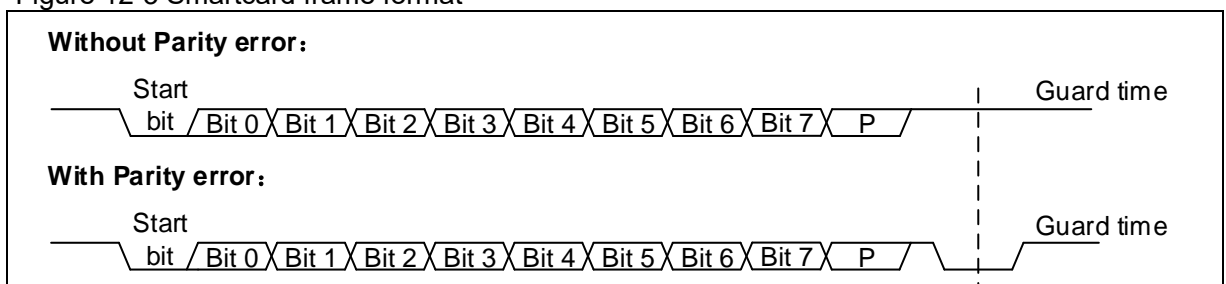 Figure 12-8 Smartcard frame format
Without Parity error：
Start
bit Bit 0 Bit 1 Bit 2 Bit 3 Bit 4 Bit 5 Bit 6 Bit 7 P
Guard time
With Parity error：
Start
bit Bit 0 Bit 1 Bit 2 Bit 3 Bit 4 Bit 5 Bit 6 Bit 7 P
Guard time